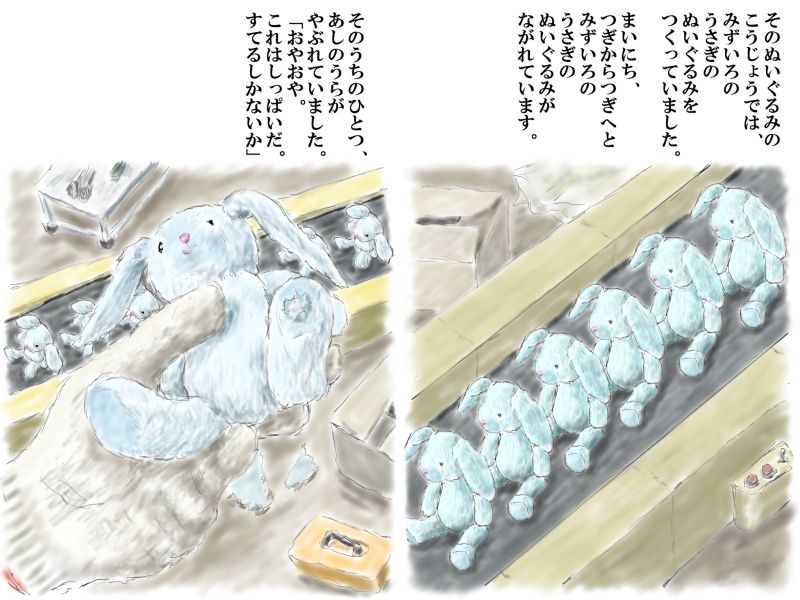 そのぬいぐるみの
こうじょうでは、
みずいろの
うさぎの
ぬいぐるみを
つくっていました。
まいにち、
つぎからつぎへと
みずいろの
うさぎの
ぬいぐるみが
ながれています。
そのうちのひとつ、
あしのうらが
やぶれていました。
「おやおや。
これはしっぱいだ。
すてるしかないか」